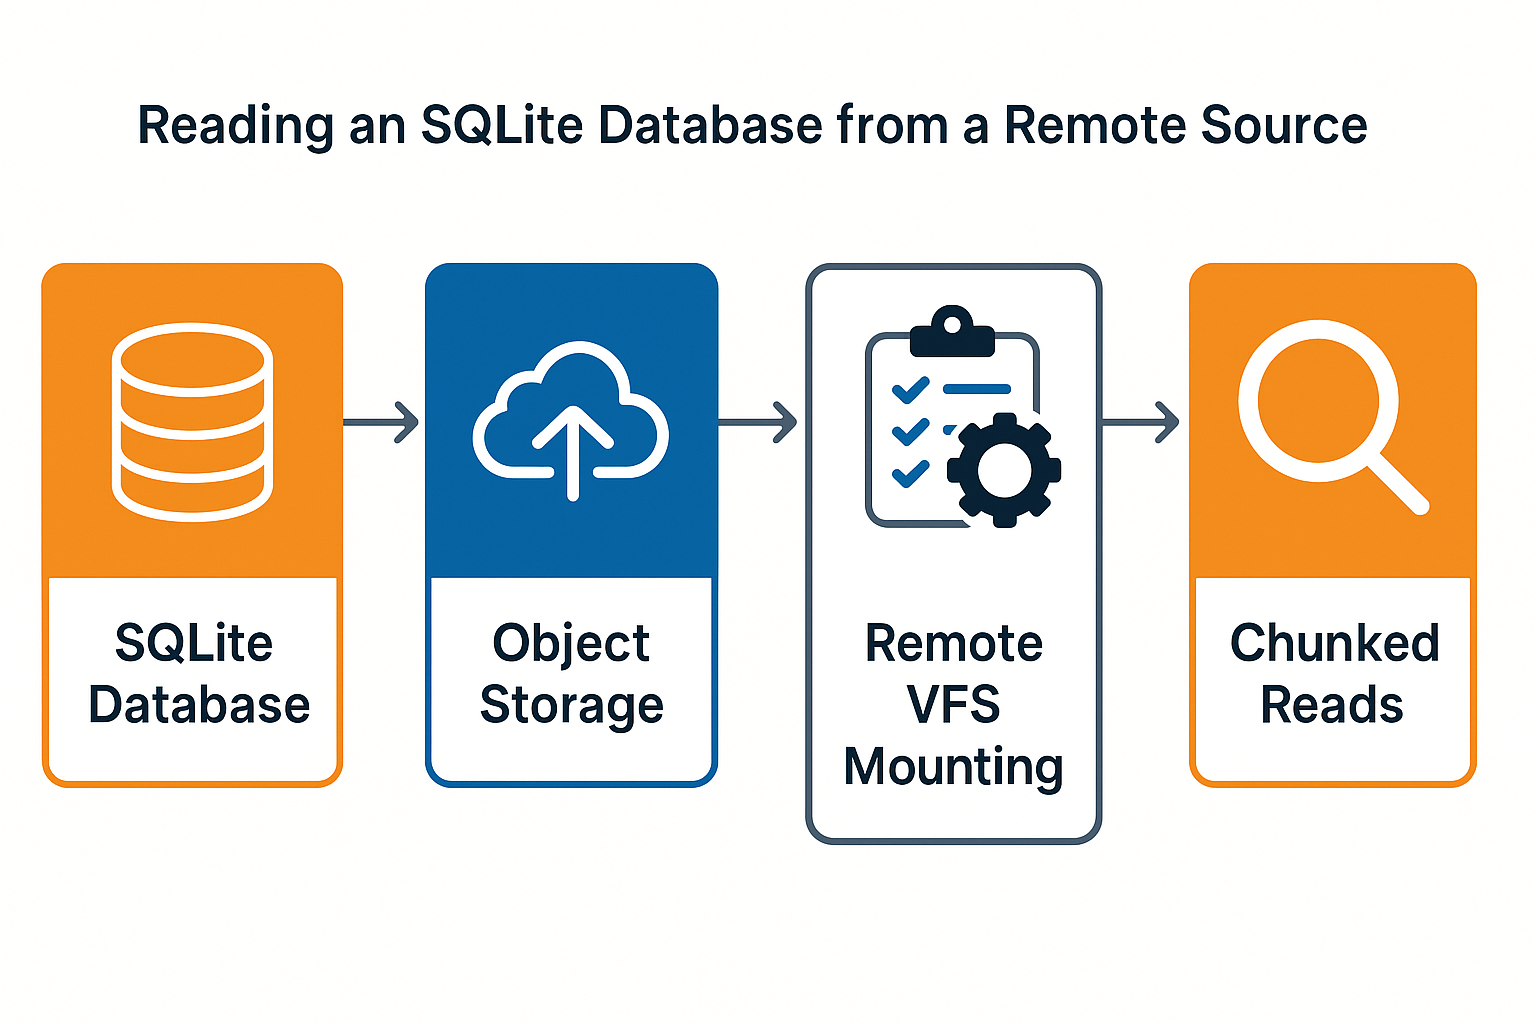 Reading an SQLite Database from a Remote Source
SQLite
Database
Object
Storage
Remote
VFS
Mounting
Chunked
Reads